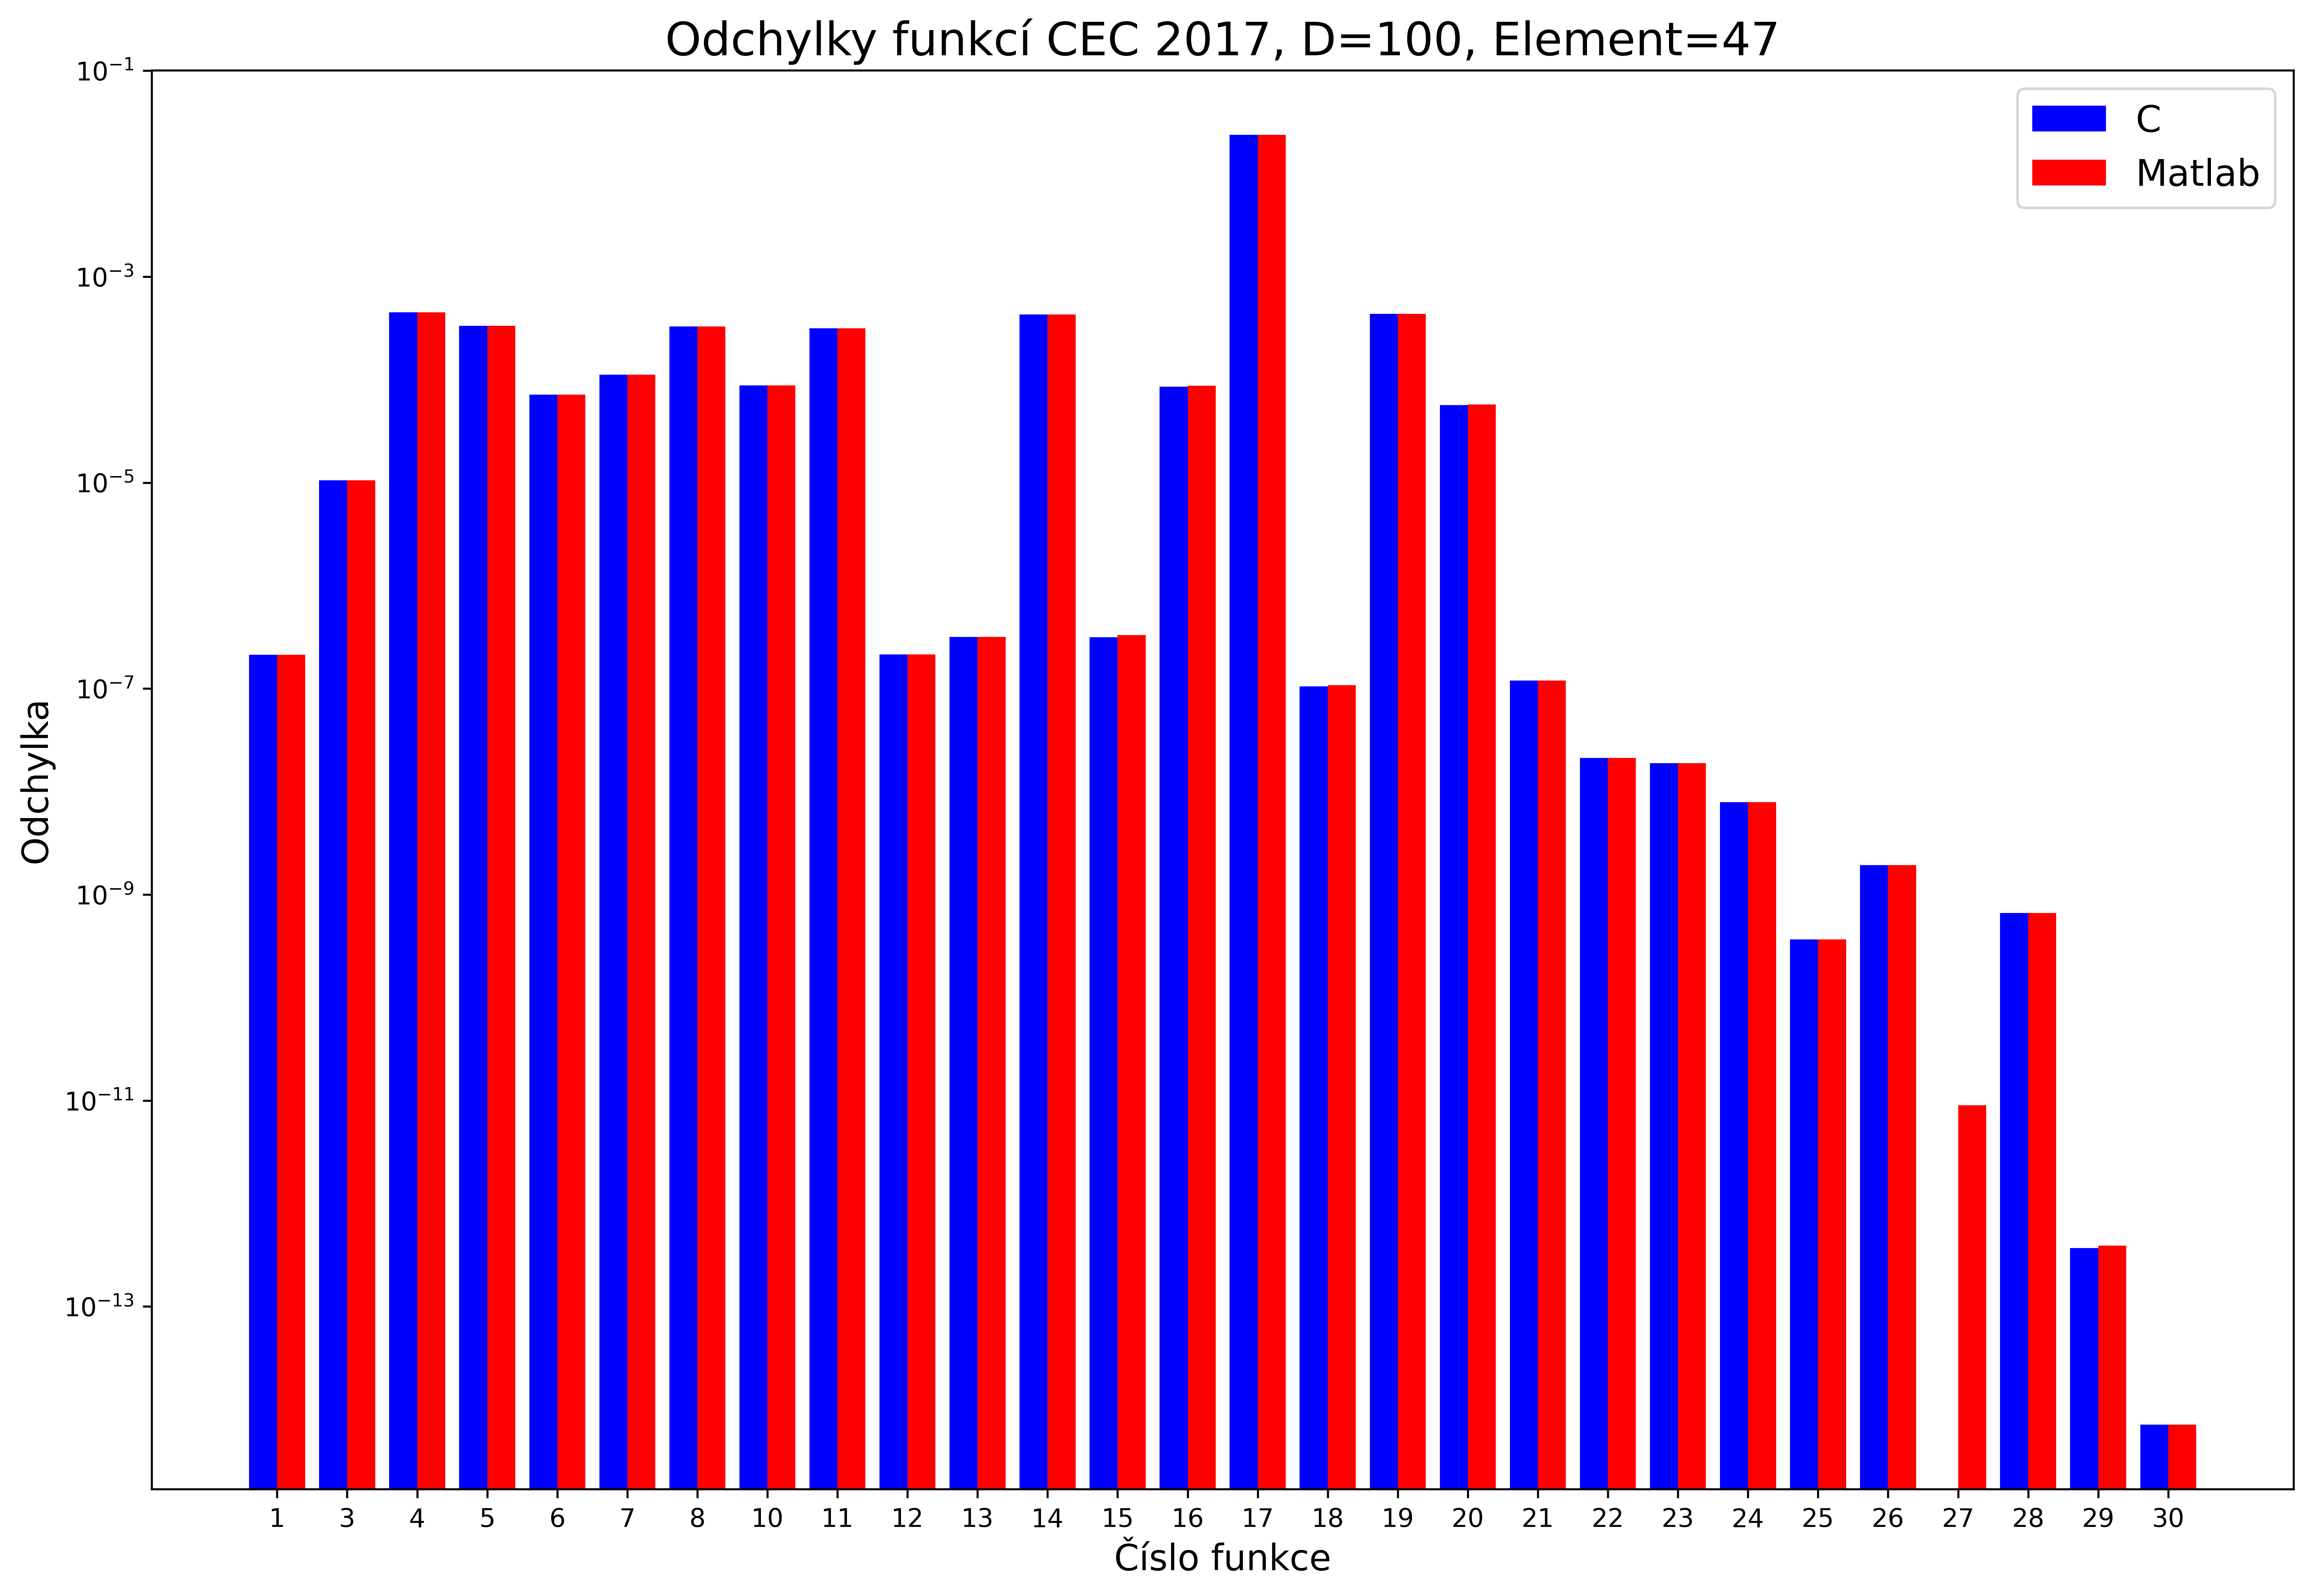 Odchylky funkcí CEC 2017, D=100, Element=47
C
Matlab
Odchylka
10⁻¹
10⁻³
10⁻⁵
10⁻⁷
10⁻⁹
10⁻¹¹
10⁻¹³
1 3 4 5 6 7 8 10 11 12 13 14 15 16 17 18 19 20 21 22 23 24 25 26 27 28 29 30
Číslo funkce